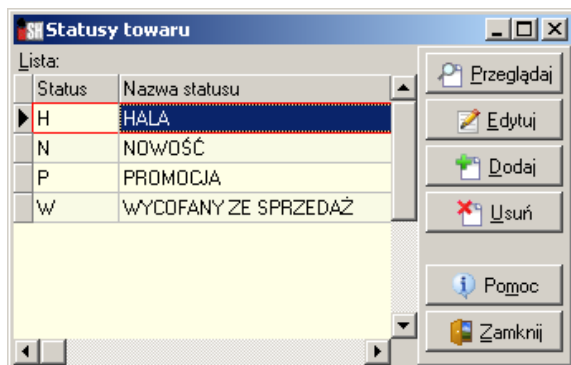 SH Statusy towaru
Lista:
Status Nazwa statusu
H HALA
N NOWOŚĆ
P PROMOCJA
W WYCOFANY ZE SPRZEDAŻ
Przeglądaj
Edytuj
Dodaj
Usuń
Pomoc
Zamknij